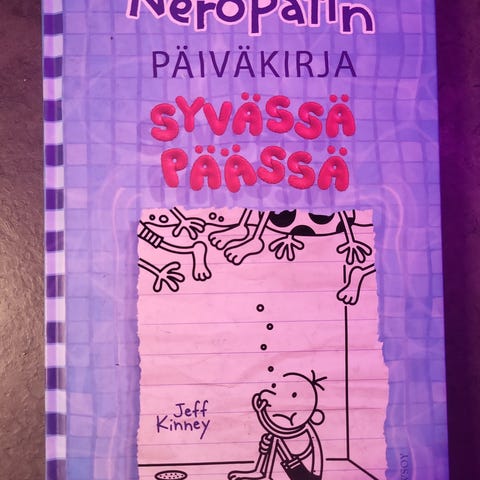 Neropatin
PÄIVÄKIRJA
SYVÄSSÄ
PÄÄSSÄ
Jeff
Kinney